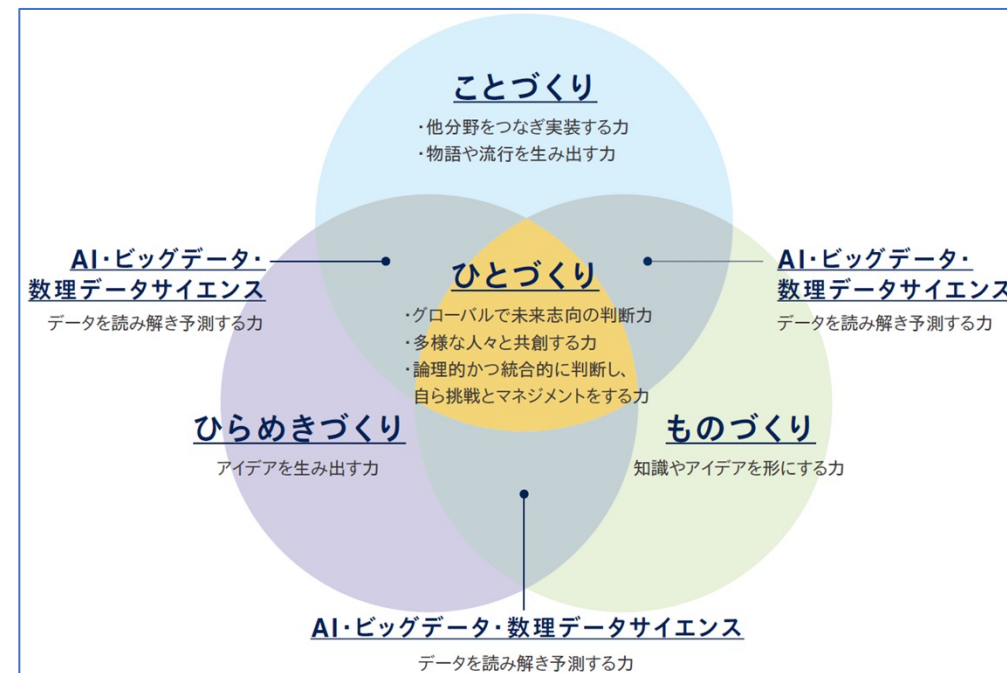 ことづくり
・他分野をつなぎ実装する力
・物語や流行を生み出す力
AI・ビッグデータ・
数理データサイエンス
データを読み解き予測する力
ひとづくり
・グローバルで未来志向の判断力
・多様な人々と共創する力
・論理的かつ統合的に判断し、
自ら挑戦とマネジメントをする力
AI・ビッグデータ・
数理データサイエンス
データを読み解き予測する力
ひらめきづくり
アイデアを生み出す力
ものづくり
知識やアイデアを形にする力
AI・ビッグデータ・数理データサイエンス
データを読み解き予測する力